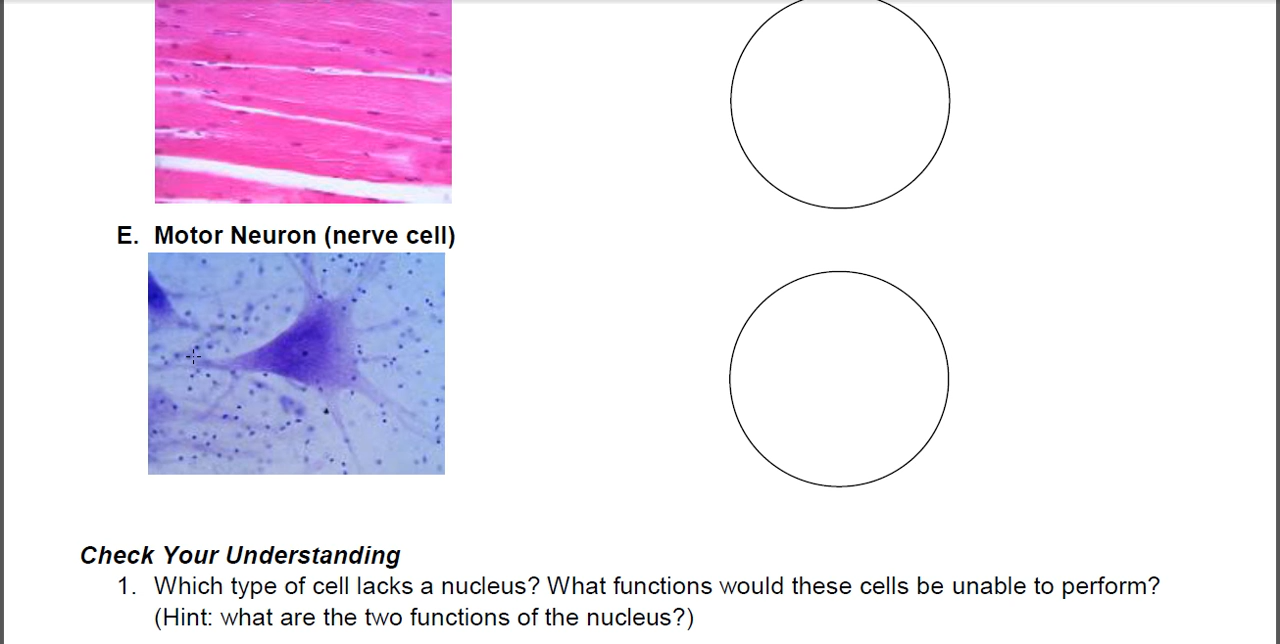 E. Motor Neuron (nerve cell)
Check Your Understanding
1. Which type of cell lacks a nucleus? What functions would these cells be unable to perform?
(Hint: what are the two functions of the nucleus?)